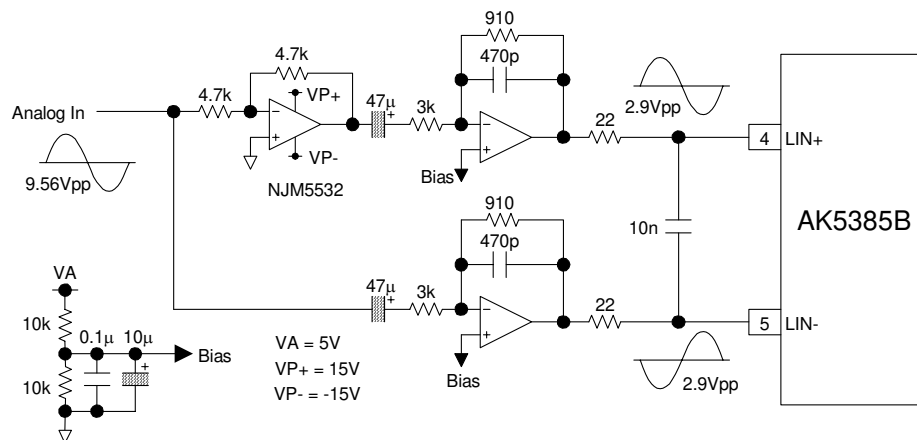 910
4.7k
470p
4.7k
VP+
47µ
+
3k
2.9Vpp
Analog In
−
+
−
+
22
4
LIN+
VP-
Bias
9.56Vpp
NJM5532
910
AK5385B
470p
10n
VA
47µ
+
3k
22
10k
−
+
5
LIN-
0.1µ
10µ
+
Bias
VA = 5V
Bias
10k
VP+ = 15V
2.9Vpp
VP- = -15V